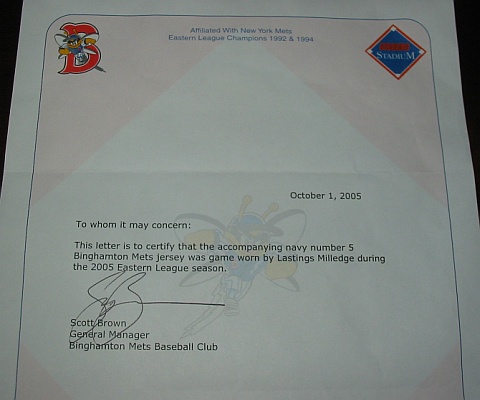 Affiliated With New York Mets
Eastern League Champions 1992 & 1994
B
STADIUM
October 1, 2005
To whom it may concern:
This letter is to certify that the accompanying navy number 5
Binghamton Mets jersey was game worn by Lastings Milledge during
the 2005 Eastern League season.
Scott Brown
General Manager
Binghamton Mets Baseball Club